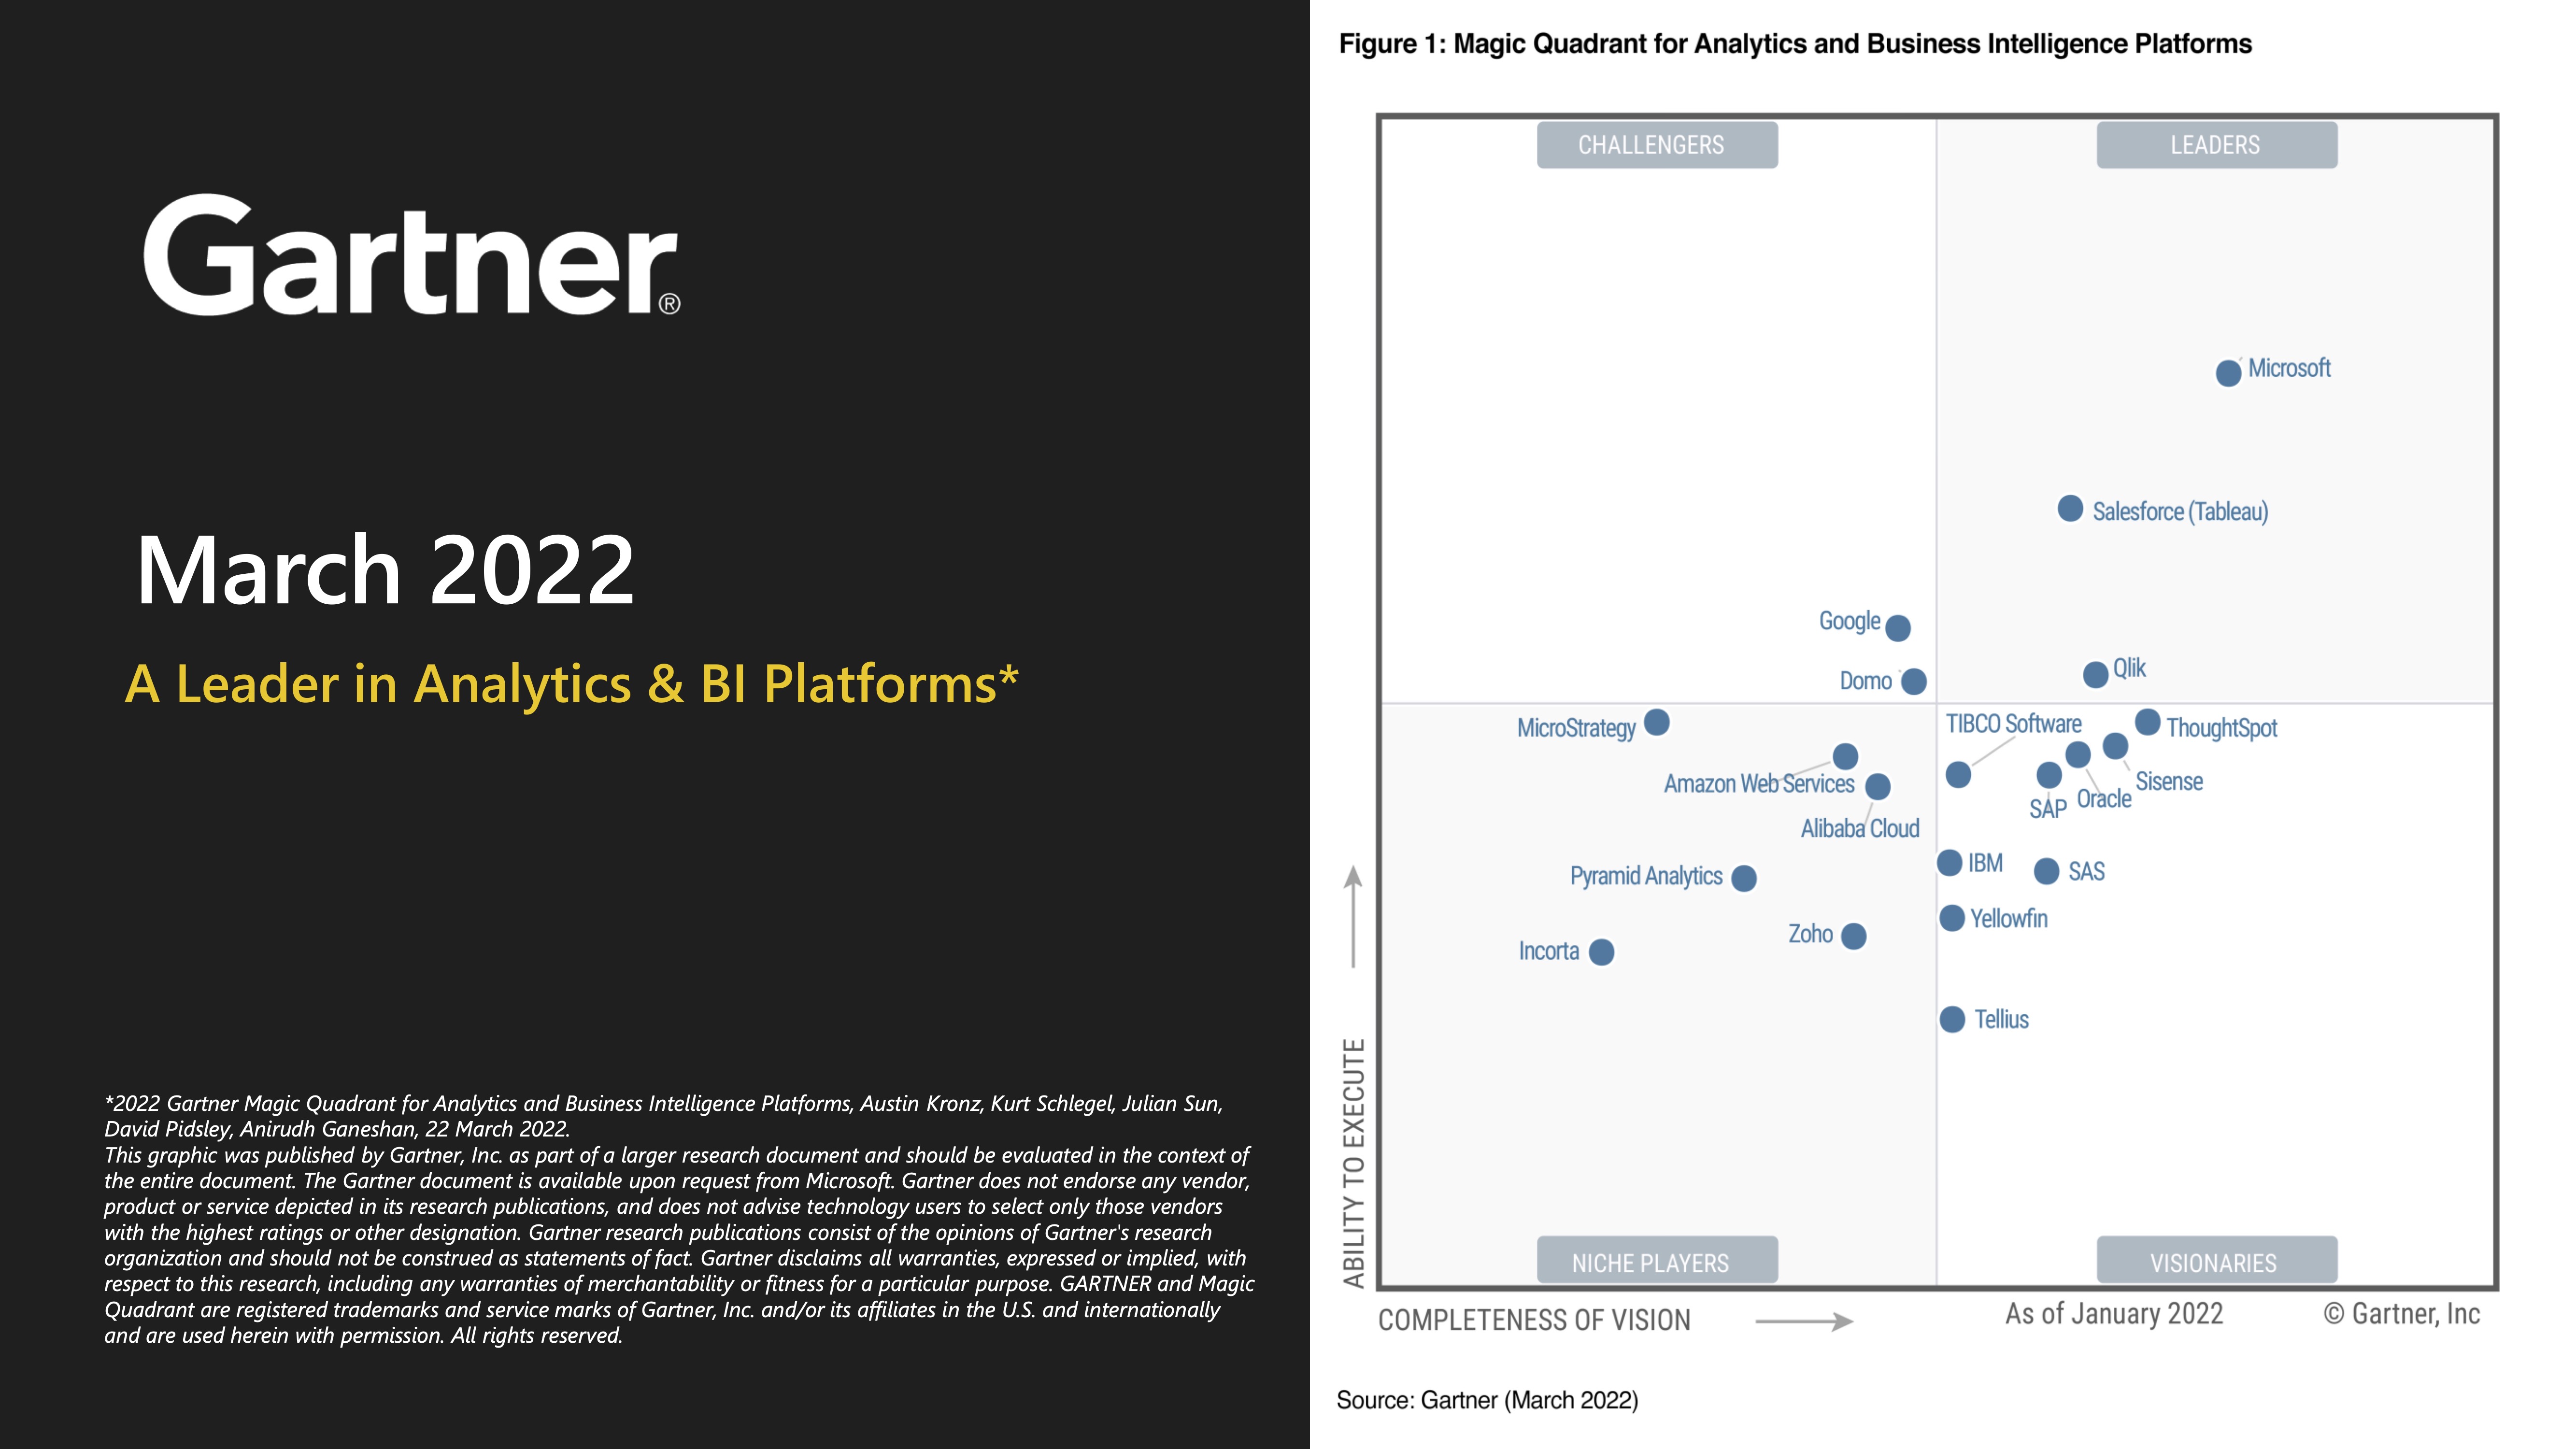 Gartner®
March 2022
A Leader in Analytics & BI Platforms*
*2022 Gartner Magic Quadrant for Analytics and Business Intelligence Platforms, Austin Kronz, Kurt Schlegel, Julian Sun,
David Pidsley, Anirudh Ganeshan, 22 March 2022.
This graphic was published by Gartner, Inc. as part of a larger research document and should be evaluated in the context of
the entire document. The Gartner document is available upon request from Microsoft. Gartner does not endorse any vendor,
product or service depicted in its research publications, and does not advise technology users to select only those vendors
with the highest ratings or other designation. Gartner research publications consist of the opinions of Gartner's research
organization and should not be construed as statements of fact. Gartner disclaims all warranties, expressed or implied, with
respect to this research, including any warranties of merchantability or fitness for a particular purpose. GARTNER and Magic
Quadrant are registered trademarks and service marks of Gartner, Inc. and/or its affiliates in the U.S. and internationally
and are used herein with permission. All rights reserved.
Figure 1: Magic Quadrant for Analytics and Business Intelligence Platforms
CHALLENGERS
LEADERS
Microsoft
Salesforce (Tableau)
Google
Domo
Qlik
MicroStrategy
TIBCO Software
ThoughtSpot
Amazon Web Services
Sisense
SAP
Oracle
Alibaba Cloud
IBM
SAS
Pyramid Analytics
Yellowfin
Zoho
Incorta
Tellius
ABILITY TO EXECUTE
NICHE PLAYERS
VISIONARIES
COMPLETENESS OF VISION
As of January 2022
© Gartner, Inc
Source: Gartner (March 2022)